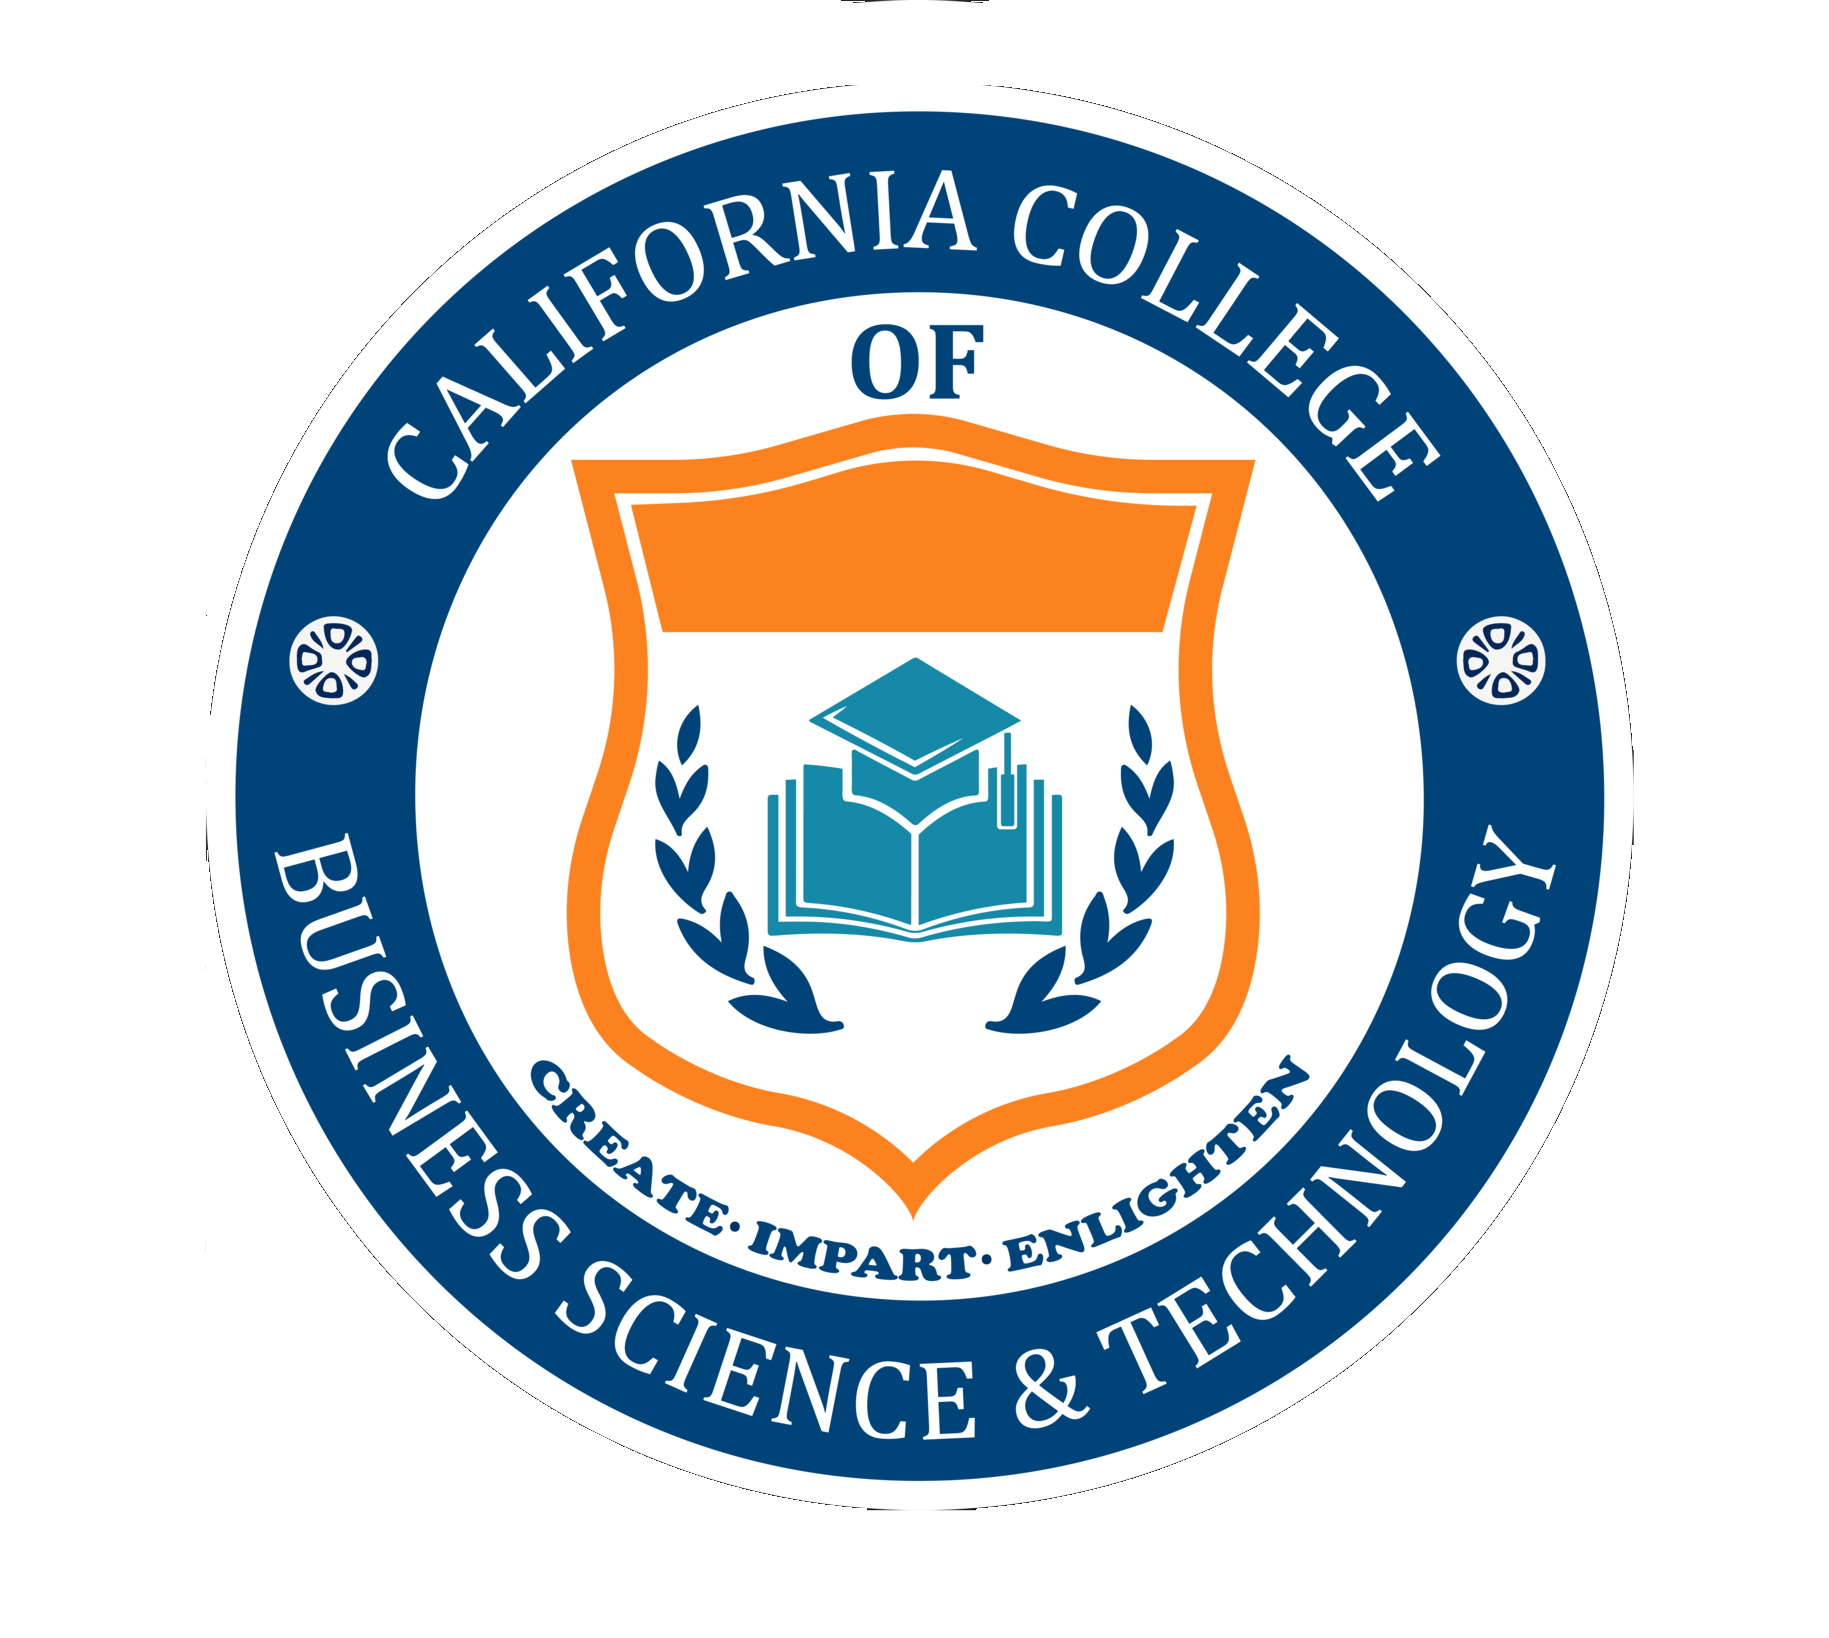 CALIFORNIA COLLEGE
OF
BUSINESS SCIENCE & TECHNOLOGY
CREATE· IMPART· ENLIGHTEN